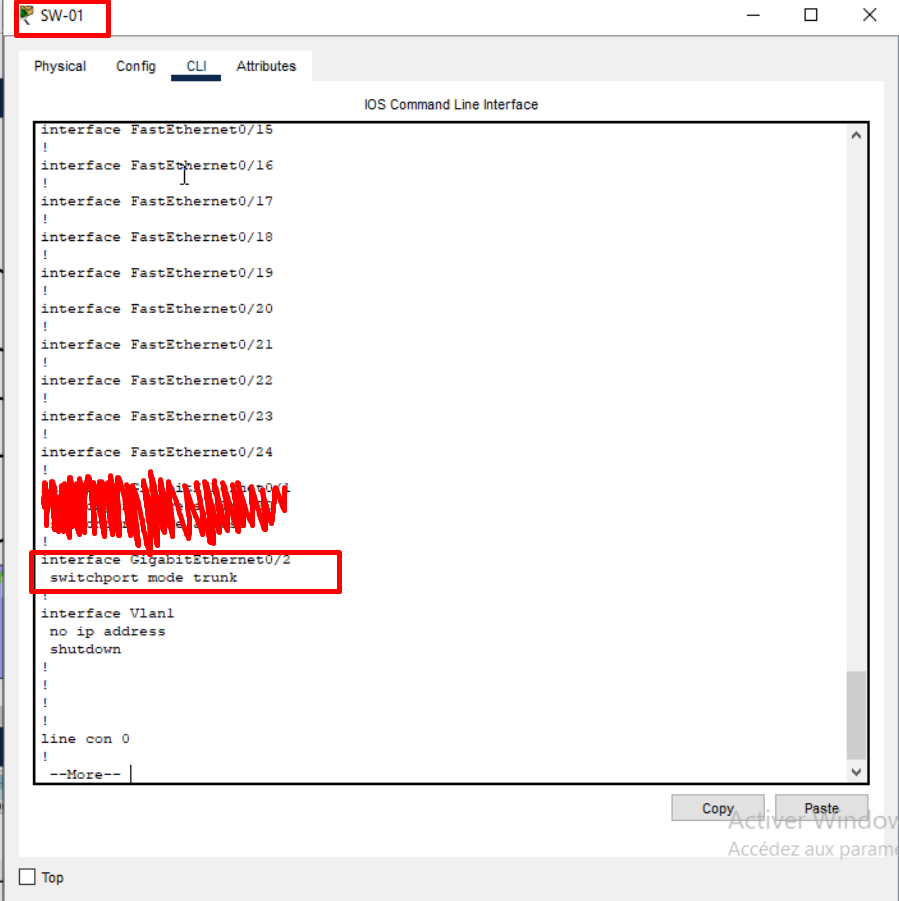 SW-01
Physical Config CLI Attributes
IOS Command Line Interface
interface FastEthernet0/15
!
interface FastEthernet0/16
!
interface FastEthernet0/17
!
interface FastEthernet0/18
!
interface FastEthernet0/19
!
interface FastEthernet0/20
!
interface FastEthernet0/21
!
interface FastEthernet0/22
!
interface FastEthernet0/23
!
interface FastEthernet0/24
!
!
interface GigabitEthernet0/2
switchport mode trunk
!
interface Vlan1
no ip address
shutdown
!
!
!
!
line con 0
!
--More--
Copy Paste
Activer Window
Accédez aux param
Top